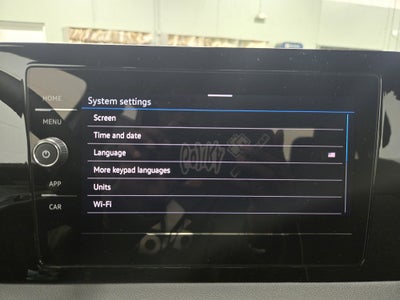 HOME
System settings
Screen
MENU
Time and date
Language
More keypad languages
APP
Units
CAR
Wi-Fi